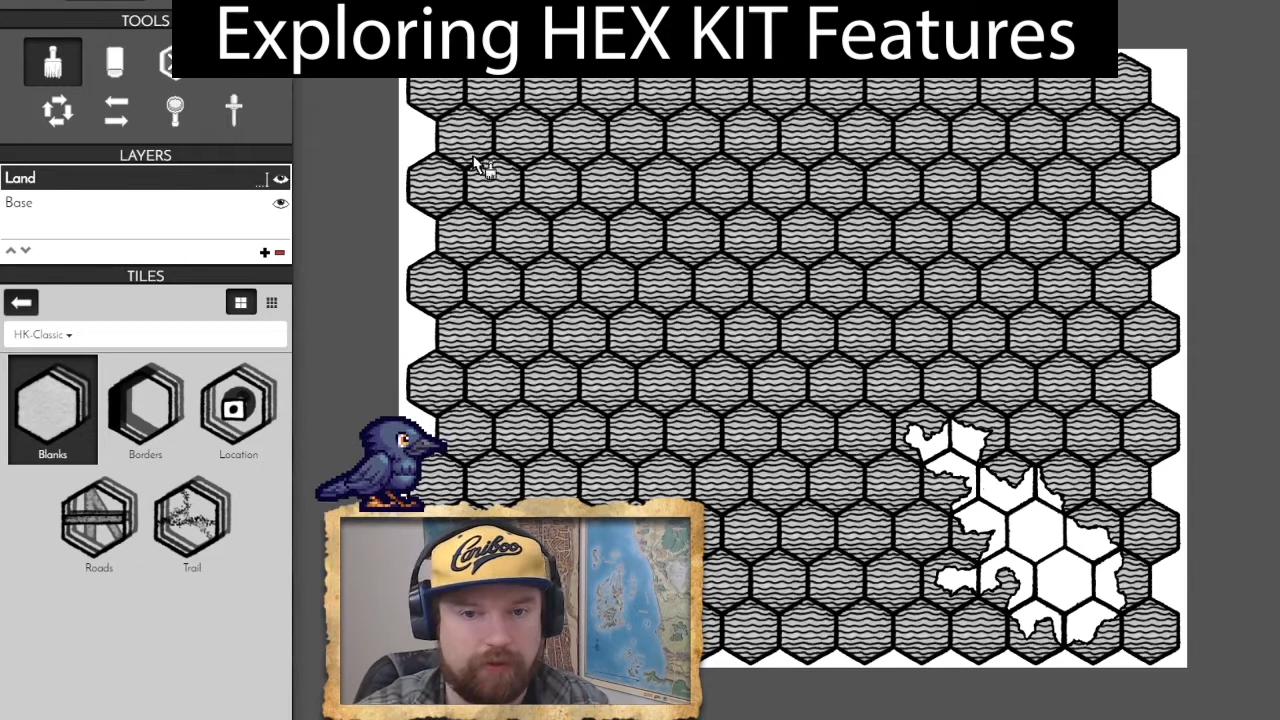 Exploring HEX KIT Features
TOOLS
LAYERS
Land
Base
TILES
HK-Classic
Blanks
Borders
Location
Roads
Trail
Cariboo